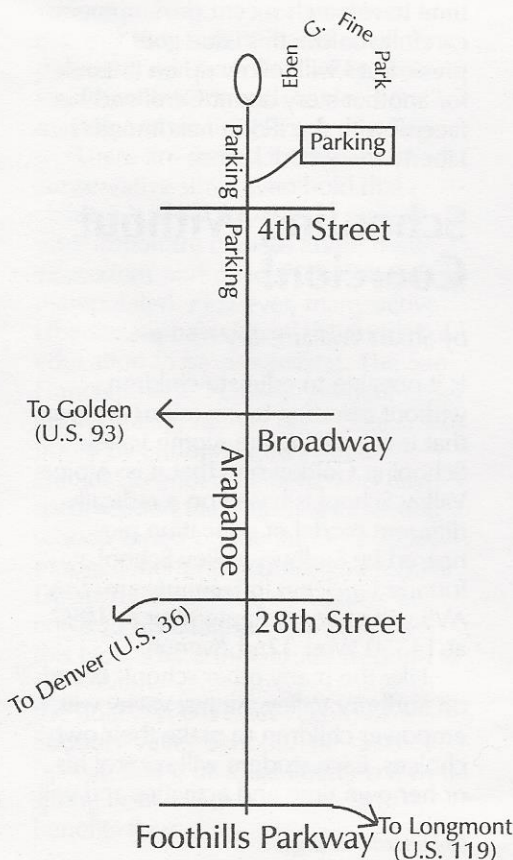 Eben G. Fine Park
Parking
Parking
4th Street
Parking
To Golden
(U.S. 93)
Broadway
Arapahoe
28th Street
To Denver (U.S. 36)
Foothills Parkway
To Longmont
(U.S. 119)